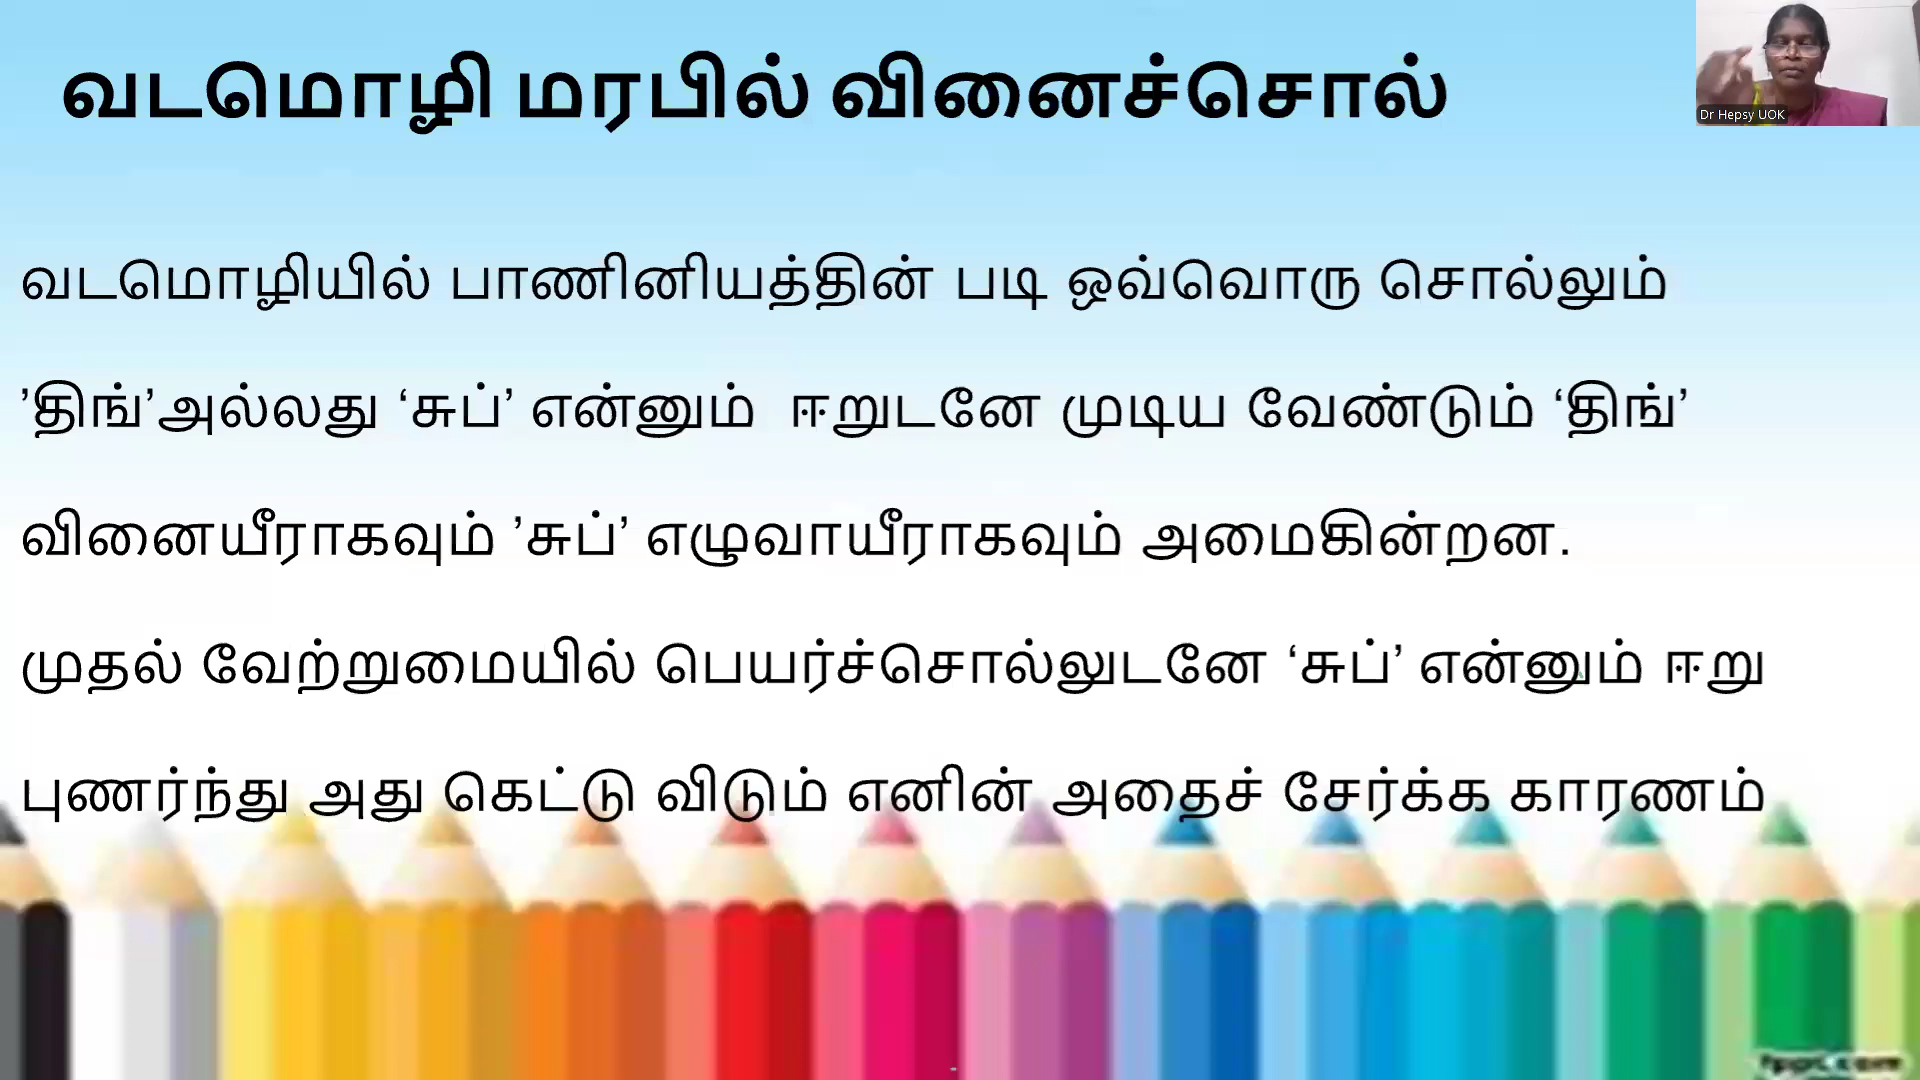 வடமொழி மரபில் வினைச்சொல்
Dr Hepsy UOK
வடமொழியில் பாணினியத்தின் படி ஒவ்வொரு சொல்லும்
’திங்’அல்லது ‘சுப்’ என்னும்  ஈறுடனே முடிய வேண்டும் ‘திங்’
வினையீராகவும் ’சுப்’ எழுவாயீராகவும் அமைகின்றன.
முதல் வேற்றுமையில் பெயர்ச்சொல்லுடனே ‘சுப்’ என்னும் ஈறு
புணர்ந்து அது கெட்டு விடும் எனின் அதைச் சேர்க்க காரணம்